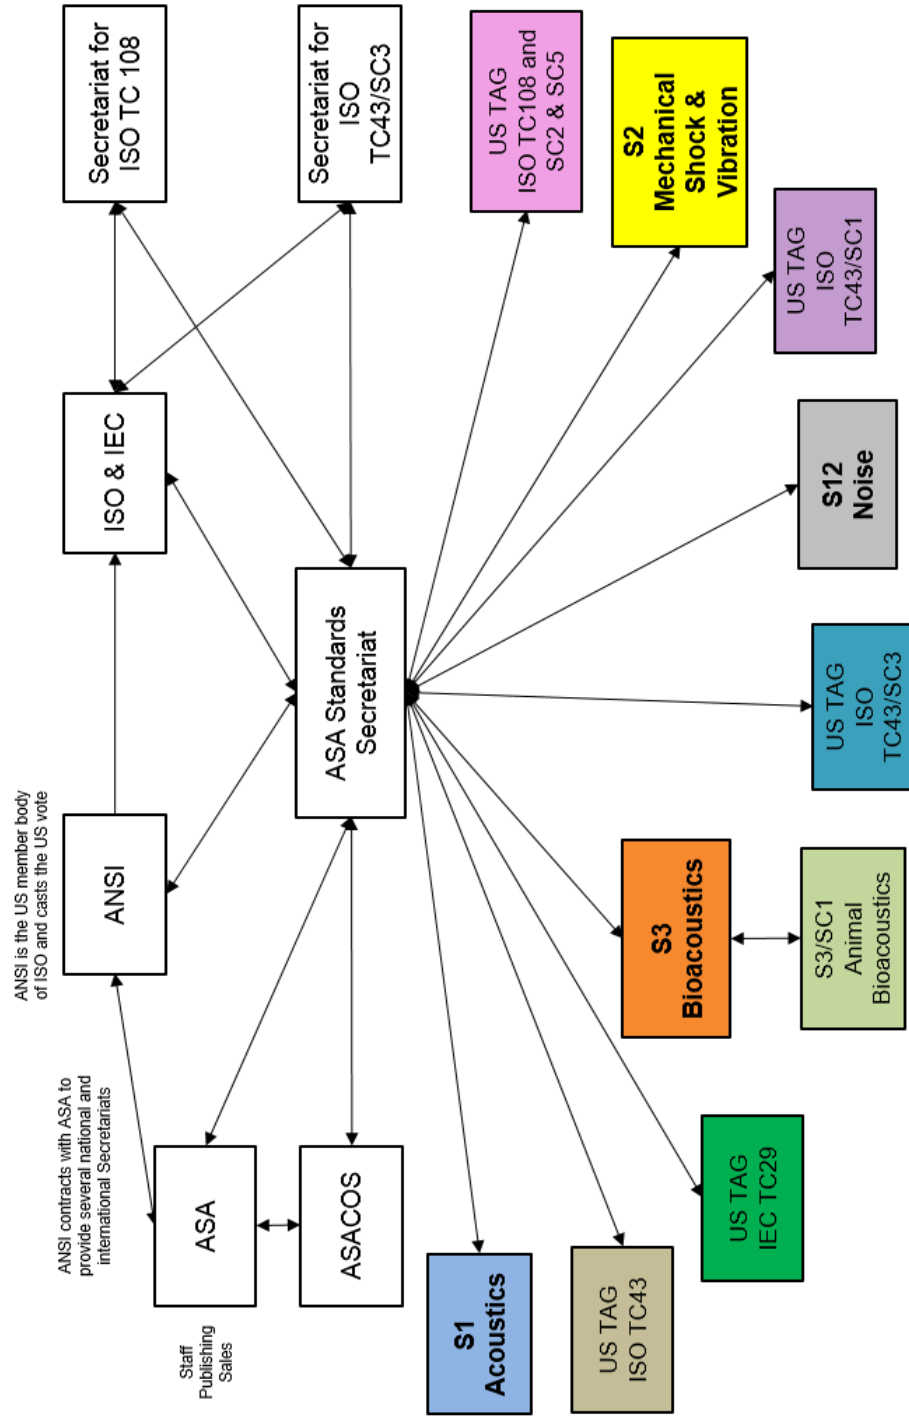 ANSI contracts with ASA to
provide several national and
international Secretariats
ANSI is the US member body
of ISO and casts the US vote
Staff
Publishing
Sales
ASA
ANSI
ISO & IEC
Secretariat for
ISO TC 108
ASACOS
ASA Standards
Secretariat
Secretariat for
ISO
TC43/SC3
S1
Acoustics
US TAG
ISO TC43
US TAG
IEC TC29
S3
Bioacoustics
S3/SC1
Animal
Bioacoustics
US TAG
ISO
TC43/SC3
S12
Noise
US TAG
ISO
TC43/SC1
S2
Mechanical
Shock &
Vibration
US TAG
ISO TC108 and
SC2 & SC5